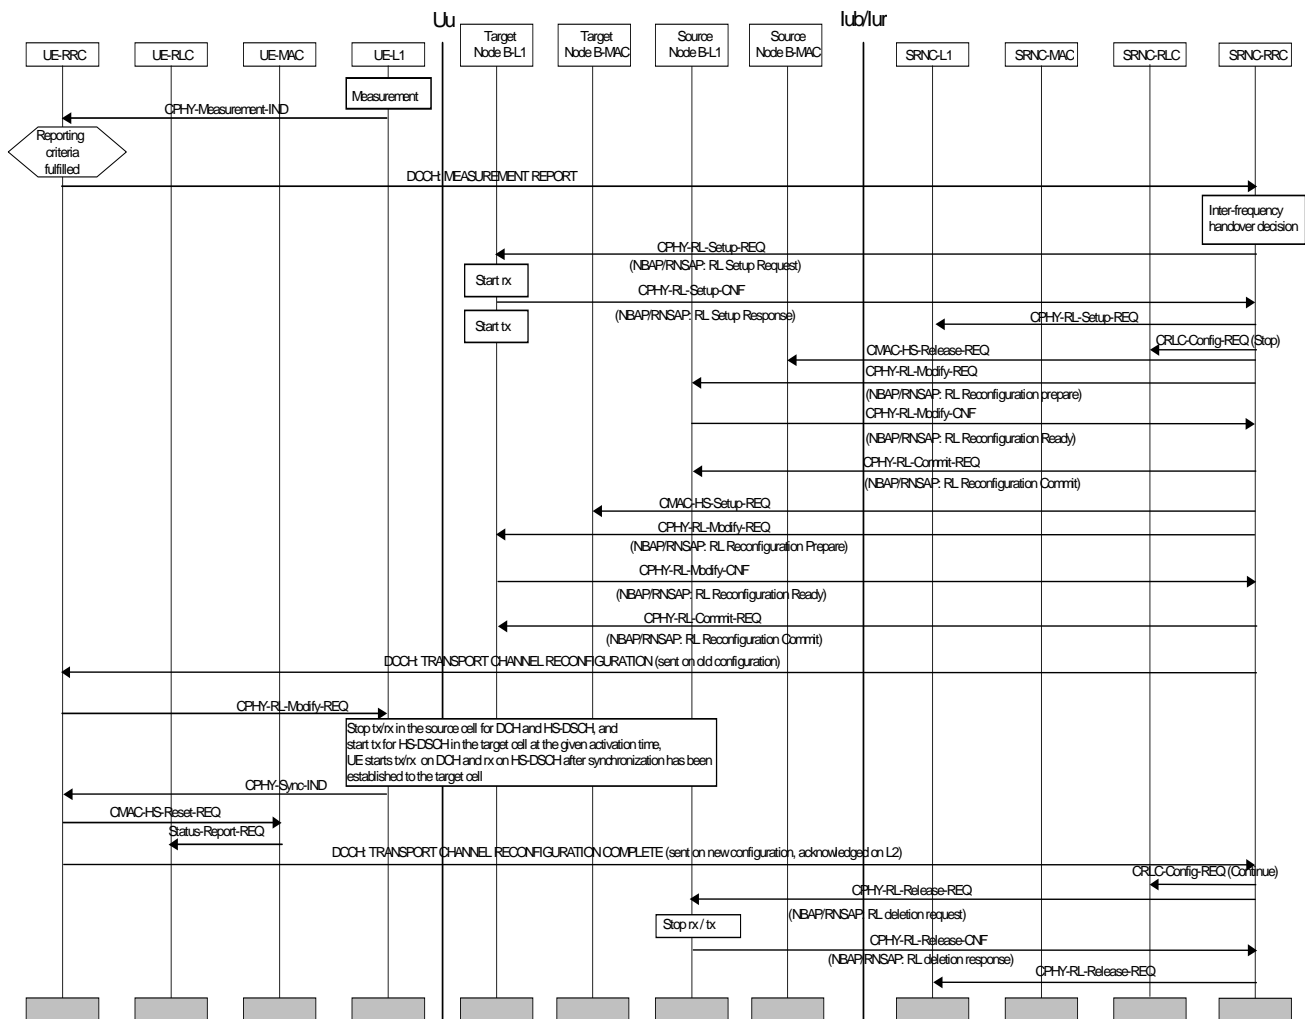 Uu
Iub/Iur
UE-RRC
UE-RLC
UE-MAC
UE-L1
Target
Node B-L1
Target
Node B-MAC
Source
Node B-L1
Source
Node B-MAC
SRNC-L1
SRNC-MAC
SRNC-RLC
SRNC-RRC
Measurement
CPHY-Measurement-IND
Reporting
criteria
fulfilled
DCCH: MEASUREMENT REPORT
Inter-frequency
handover decision
CPHY-RL-Setup-REQ
(NBAP/RNSAP: RL Setup Request)
Start rx
CPHY-RL-Setup-CNF
(NBAP/RNSAP: RL Setup Response)
Start tx
CPHY-RL-Setup-REQ
CRLC-Config-REQ (Stop)
CMAC-HS-Release-REQ
CPHY-RL-Modify-REQ
(NBAP/RNSAP: RL Reconfiguration prepare)
CPHY-RL-Modify-CNF
(NBAP/RNSAP: RL Reconfiguration Ready)
CPHY-RL-Commit-REQ
(NBAP/RNSAP: RL Reconfiguration Commit)
CMAC-HS-Setup-REQ
CPHY-RL-Modify-REQ
(NBAP/RNSAP: RL Reconfiguration Prepare)
CPHY-RL-Modify-CNF
(NBAP/RNSAP: RL Reconfiguration Ready)
CPHY-RL-Commit-REQ
(NBAP/RNSAP: RL Reconfiguration Commit)
DCCH: TRANSPORT CHANNEL RECONFIGURATION (sent on old configuration)
CPHY-RL-Modify-REQ
Stop tx/rx in the source cell for DCH and HS-DSCH, and
start tx for HS-DSCH in the target cell at the given activation time,
UE starts tx/rx on DCH and rx on HS-DSCH after synchronization has been
established to the target cell
CPHY-Sync-IND
CMAC-HS-Reset-REQ
Status-Report-REQ
DCCH: TRANSPORT CHANNEL RECONFIGURATION COMPLETE (sent on new configuration, acknowledged on L2)
CRLC-Config-REQ (Continue)
CPHY-RL-Release-REQ
(NBAP/RNSAP: RL deletion request)
Stop rx / tx
CPHY-RL-Release-CNF
(NBAP/RNSAP: RL deletion response)
CPHY-RL-Release-REQ